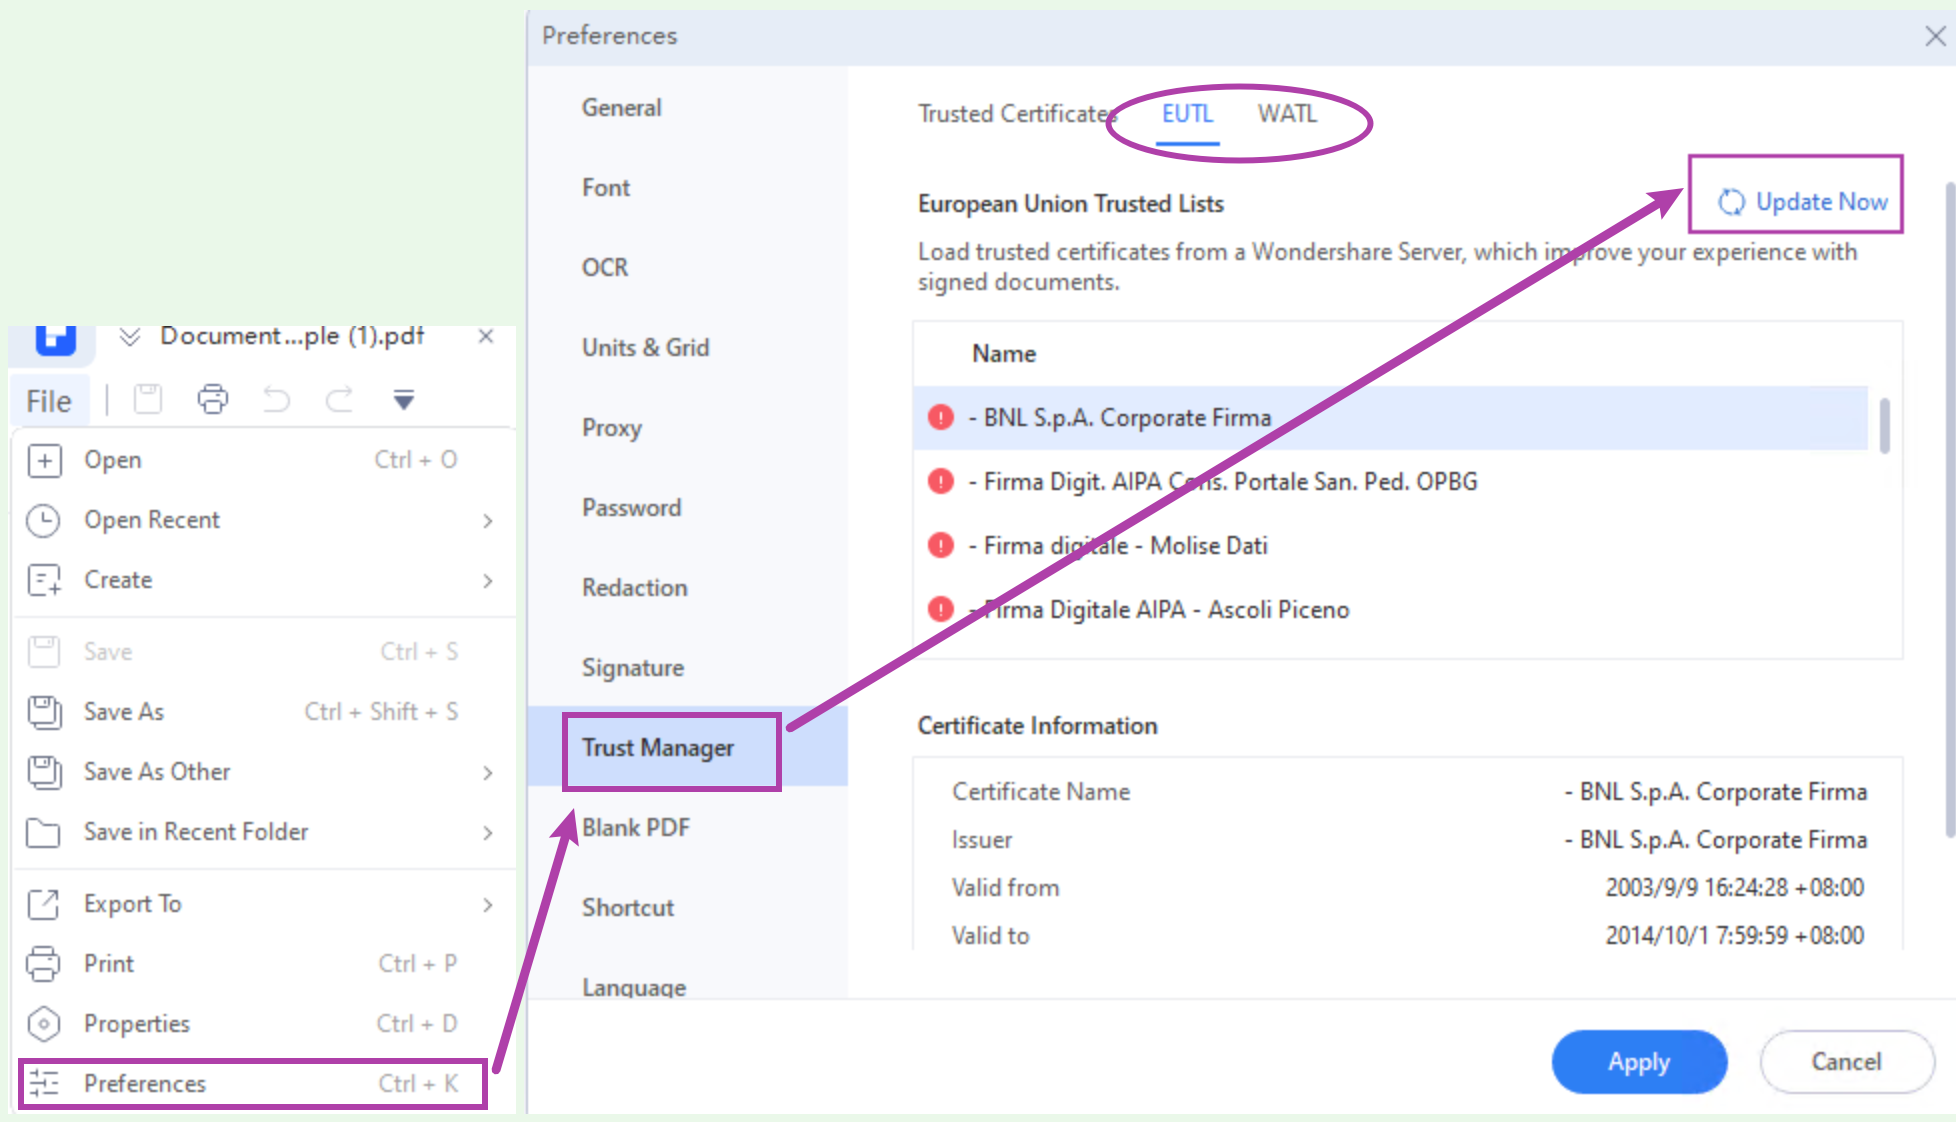 Document...ple (1).pdf
File
Open Ctrl + O
Open Recent
Create
Save Ctrl + S
Save As Ctrl + Shift + S
Save As Other
Save in Recent Folder
Export To
Print Ctrl + P
Properties Ctrl + D
Preferences Ctrl + K
Preferences
General
Font
OCR
Units & Grid
Proxy
Password
Redaction
Signature
Trust Manager
Blank PDF
Shortcut
Language
Trusted Certificates EUTL WATL
European Union Trusted Lists Update Now
Load trusted certificates from a Wondershare Server, which improve your experience with
signed documents.
Name
- BNL S.p.A. Corporate Firma
- Firma Digit. AIPA Cons. Portale San. Ped. OPBG
- Firma digitale - Molise Dati
- Firma Digitale AIPA - Ascoli Piceno
Certificate Information
Certificate Name - BNL S.p.A. Corporate Firma
Issuer - BNL S.p.A. Corporate Firma
Valid from 2003/9/9 16:24:28 +08:00
Valid to 2014/10/1 7:59:59 +08:00
Apply Cancel